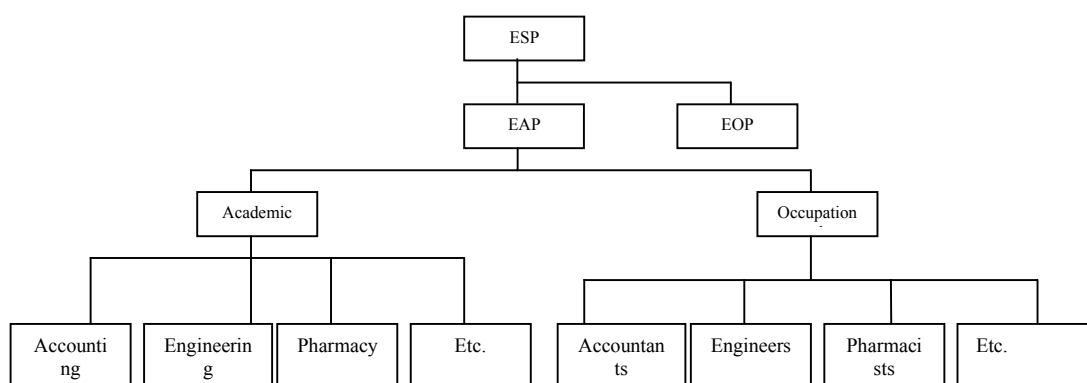 ESP
EAP
EOP
Academic
Occupation
Accounti
ng
Engineerin
g
Pharmacy
Etc.
Accountan
ts
Engineers
Pharmaci
sts
Etc.